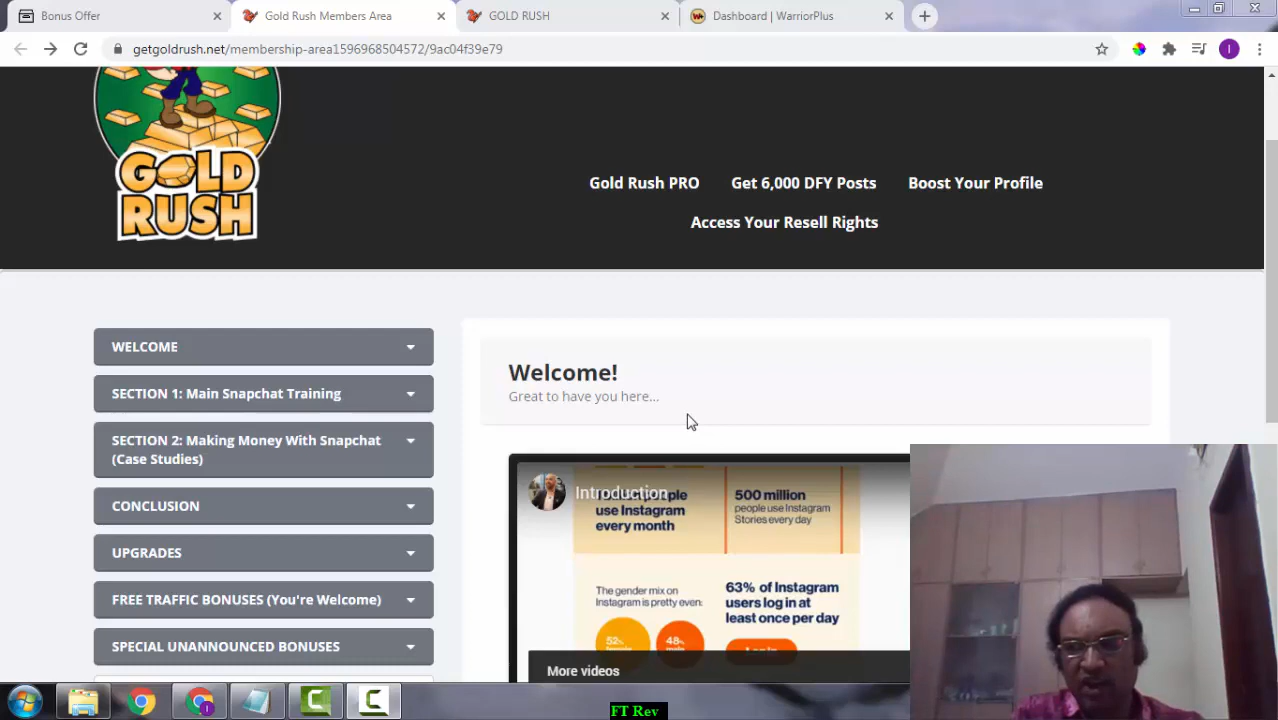 Bonus Offer
Gold Rush Members Area
GOLD RUSH
Dashboard | WarriorPlus
getgoldrush.net/membership-area1596968504572/9ac04f39e79
I
GOLD
RUSH
Gold Rush PRO
Get 6,000 DFY Posts
Boost Your Profile
Access Your Resell Rights
WELCOME
SECTION 1: Main Snapchat Training
SECTION 2: Making Money With Snapchat
(Case Studies)
CONCLUSION
UPGRADES
FREE TRAFFIC BONUSES (You're Welcome)
SPECIAL UNANNOUNCED BONUSES
Welcome!
Great to have you here...
Introduction
use Instagram
every month
500 million
people use Instagram
Stories every day
The gender mix on
Instagram is pretty even:
52%
48%
63% of Instagram
users log in at
least once per day
Log in
More videos
FT Rev